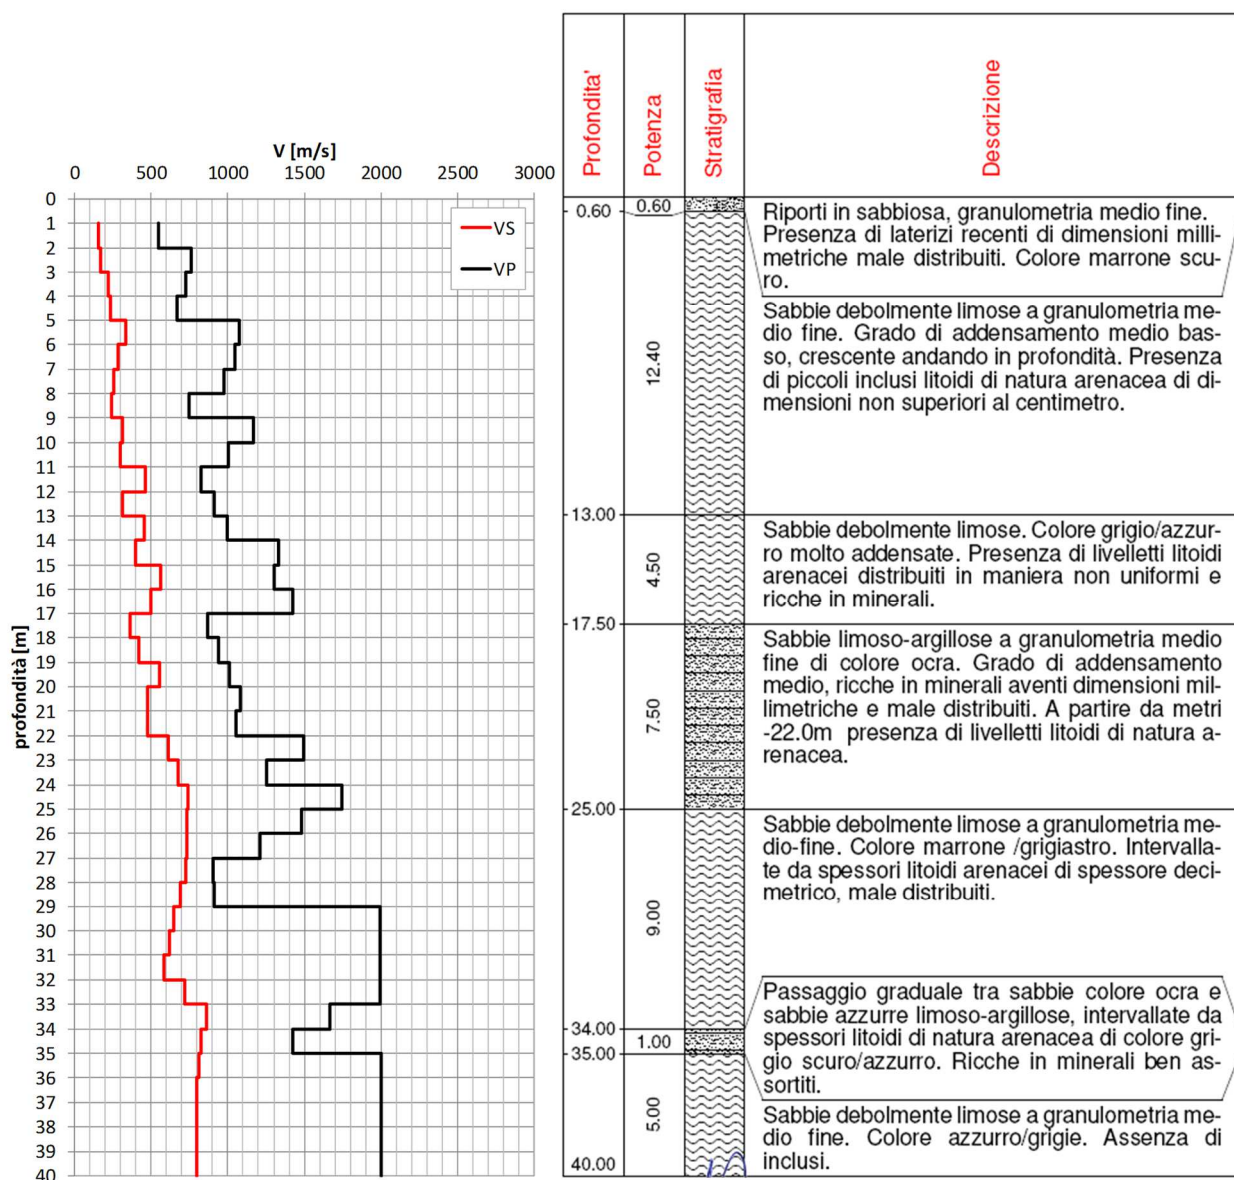 V [m/s]
0 500 1000 1500 2000 2500 3000
profondità [m]
0
1
2
3
4
5
6
7
8
9
10
11
12
13
14
15
16
17
18
19
20
21
22
23
24
25
26
27
28
29
30
31
32
33
34
35
36
37
38
39
40
VS
VP
Profondita' Potenza Stratigrafia Descrizione
0.60 0.60
Riporti in sabbiosa, granulometria medio fine.
Presenza di laterizi recenti di dimensioni milli-
metriche male distribuiti. Colore marrone scu-
ro.
12.40
Sabbie debolmente limose a granulometria me-
dio fine. Grado di addensamento medio bas-
so, crescente andando in profondità. Presenza
di piccoli inclusi litoidi di natura arenacea di di-
mensioni non superiori al centimetro.
13.00
4.50
Sabbie debolmente limose. Colore grigio/azzur-
ro molto addensate. Presenza di livelletti litoidi
arenacei distribuiti in maniera non uniformi e
ricche in minerali.
17.50
7.50
Sabbie limoso-argillose a granulometria medio
fine di colore ocra. Grado di addensamento
medio, ricche in minerali aventi dimensioni mil-
limetriche e male distribuiti. A partire da metri
-22.0m presenza di livelletti litoidi di natura a-
renacea.
25.00
9.00
Sabbie debolmente limose a granulometria me-
dio-fine. Colore marrone /grigiastro. Intervalla-
te da spessori litoidi arenacei di spessore deci-
metrico, male distribuiti.
34.00
1.00
35.00
Passaggio graduale tra sabbie colore ocra e
sabbie azzurre limoso-argillose, intervallate da
spessori litoidi di natura arenacea di colore gri-
gio scuro/azzurro. Ricche in minerali ben as-
sortiti.
5.00
Sabbie debolmente limose a granulometria me-
dio fine. Colore azzurro/grigie. Assenza di
inclusi.
40.00